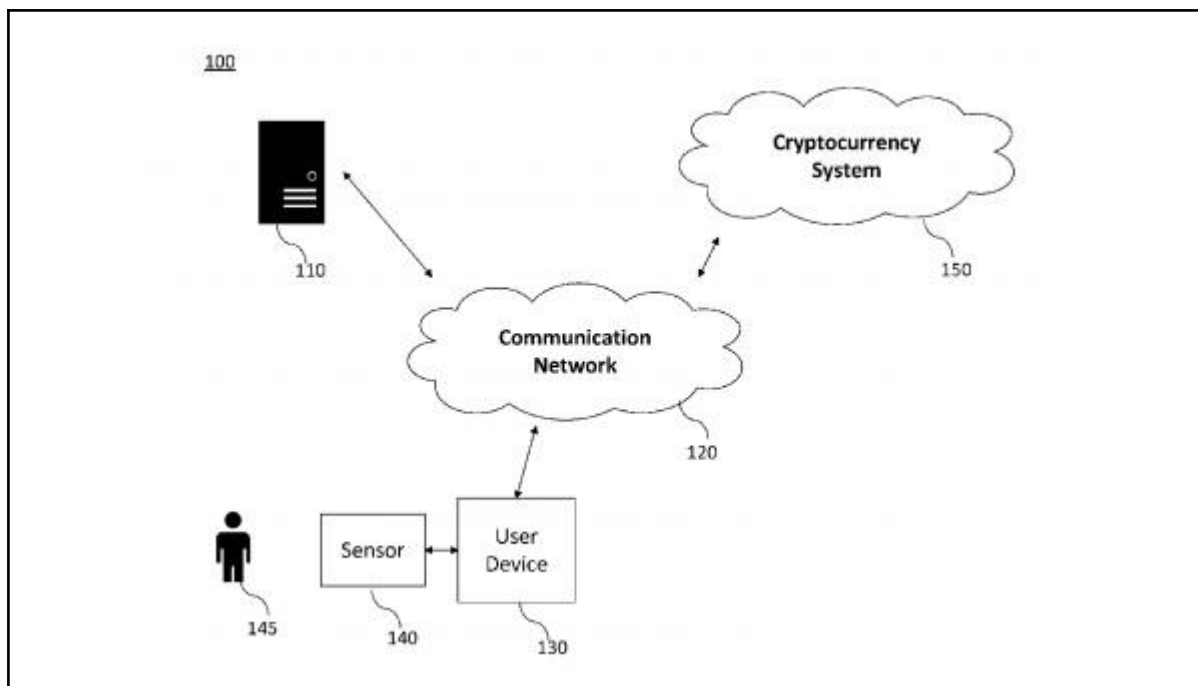 100
Cryptocurrency
System
110
150
Communication
Network
120
Sensor
User
Device
145
140
130